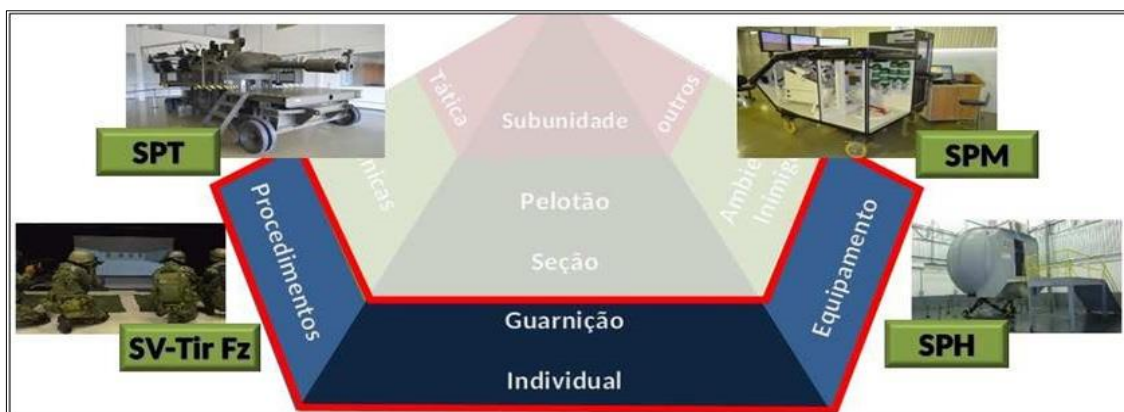 SPT
SPM
SV-Tir Fz
SPH
Tática
Subunidade
outros
Pelotão
Seção
Procedimentos
Equipamento
Guarnição
Individual